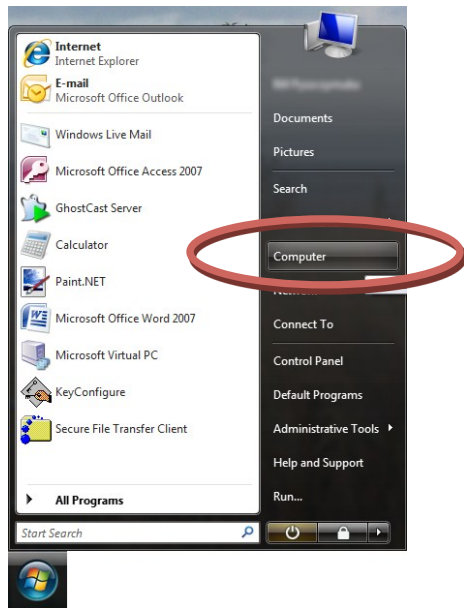 Internet
Internet Explorer
E-mail
Microsoft Office Outlook
Windows Live Mail
Microsoft Office Access 2007
GhostCast Server
Calculator
Paint.NET
Microsoft Office Word 2007
Microsoft Virtual PC
KeyConfigure
Secure File Transfer Client
All Programs
Start Search
Documents
Pictures
Search
Computer
Connect To
Control Panel
Default Programs
Administrative Tools
Help and Support
Run...